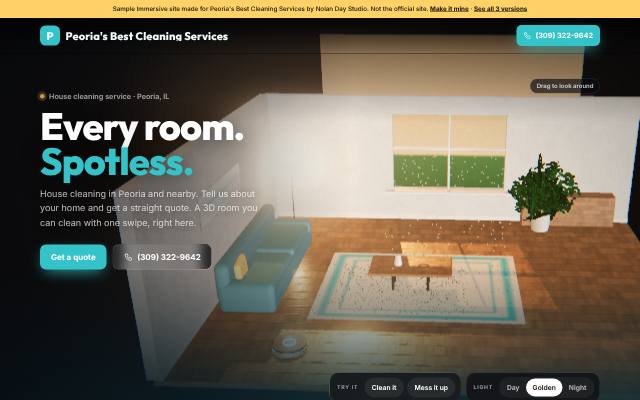 Sample Immersive site made for Peoria's Best Cleaning Services by Nolan Day Studio. Not the official site. Make it mine · See all 3 versions
P Peoria's Best Cleaning Services
(309) 322-9642
Drag to look around
House cleaning service · Peoria, IL
Every room.
Spotless.
House cleaning in Peoria and nearby. Tell us about
your home and get a straight quote. A 3D room you
can clean with one swipe, right here.
Get a quote
(309) 322-9642
TRY IT Clean it Mess it up
LIGHT Day Golden Night